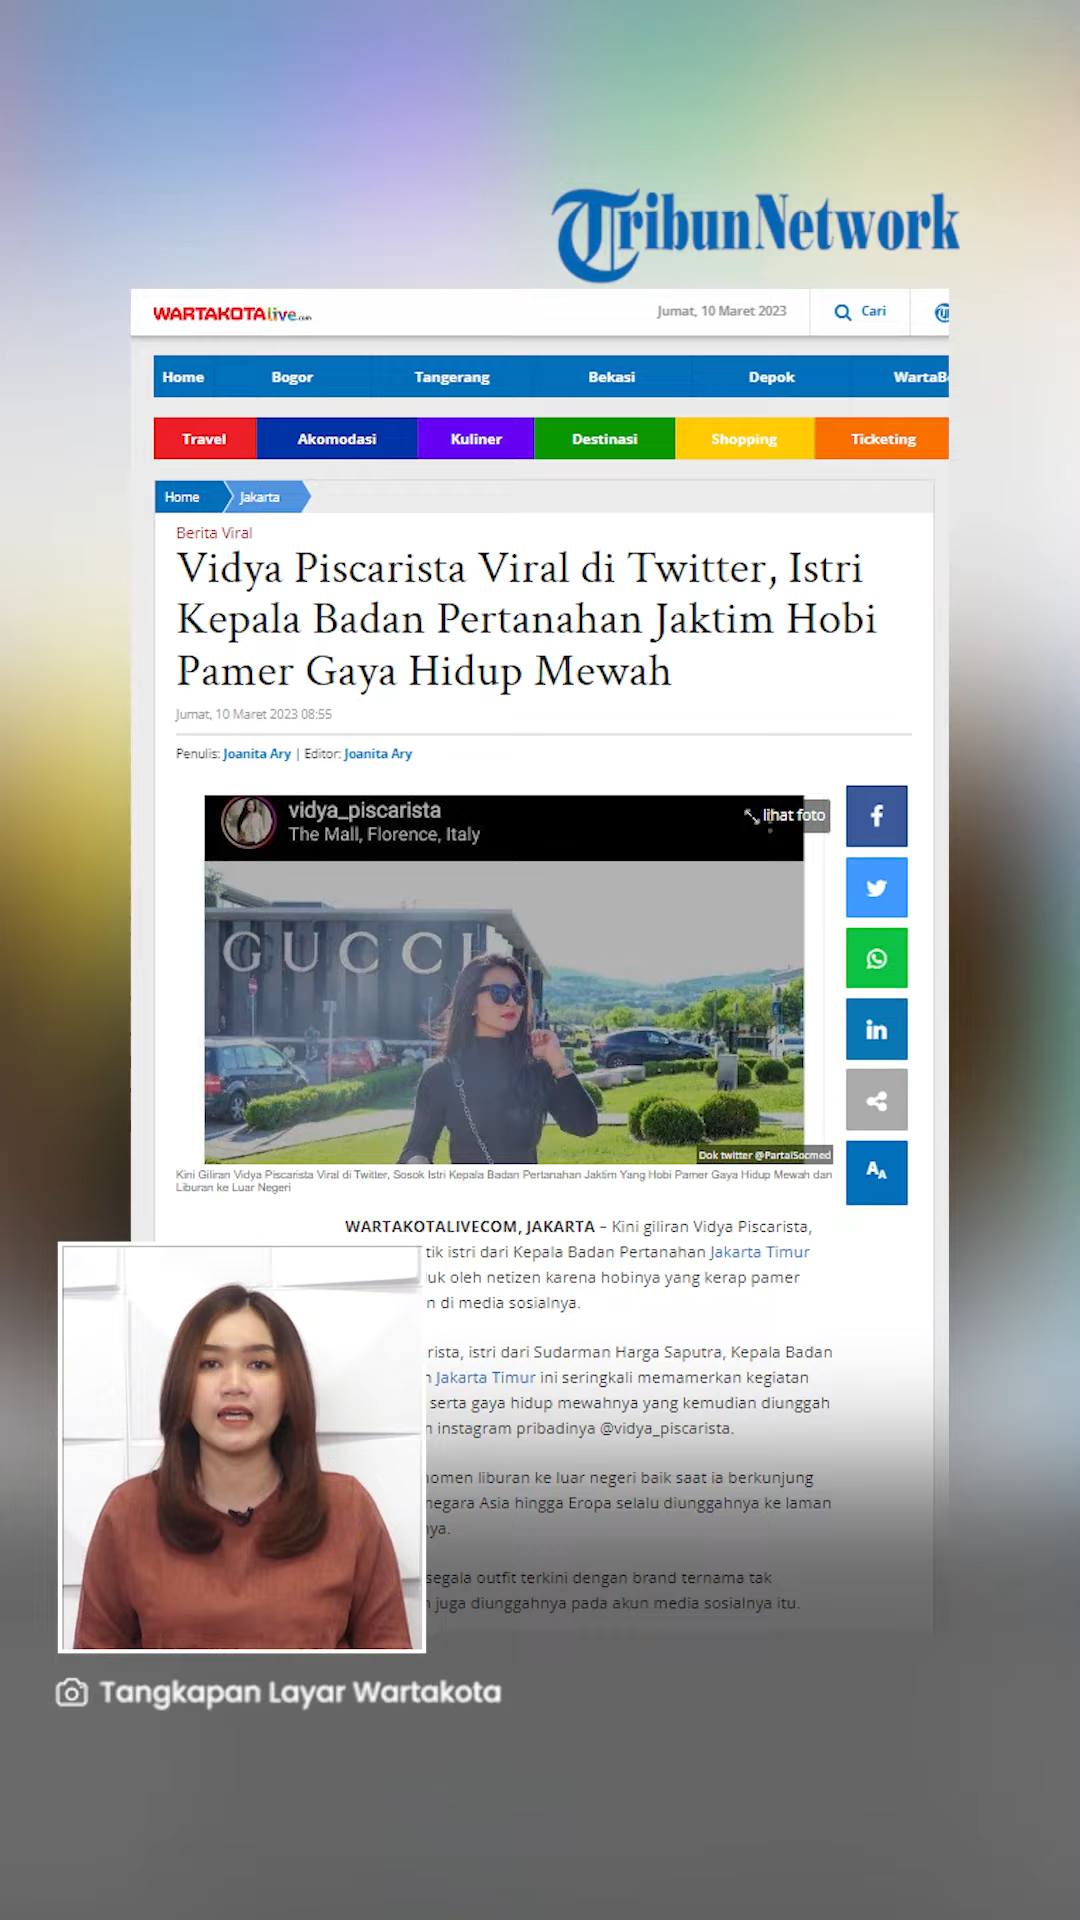 TribunNetwork
WARTAKOTAlive.com
Jumat, 10 Maret 2023
Cari
Home Bogor Tangerang Bekasi Depok WartaB
Travel Akomodasi Kuliner Destinasi Shopping Ticketing
Home Jakarta
Berita Viral
Vidya Piscarista Viral di Twitter, Istri
Kepala Badan Pertanahan Jaktim Hobi
Pamer Gaya Hidup Mewah
Jumat, 10 Maret 2023 08:55
Penulis: Joanita Ary | Editor: Joanita Ary
vidya_piscarista
The Mall, Florence, Italy
lihat foto
GUCCI
Dok twitter @PartaiSocmed
Kini Giliran Vidya Piscarista Viral di Twitter, Sosok Istri Kepala Badan Pertanahan Jaktim Yang Hobi Pamer Gaya Hidup Mewah dan
Liburan ke Luar Negeri
WARTAKOTALIVECOM, JAKARTA – Kini giliran Vidya Piscarista,
tik istri dari Kepala Badan Pertanahan Jakarta Timur
uk oleh netizen karena hobinya yang kerap pamer
n di media sosialnya.
rista, istri dari Sudarman Harga Saputra, Kepala Badan
n Jakarta Timur ini seringkali memamerkan kegiatan
serta gaya hidup mewahnya yang kemudian diunggah
n instagram pribadinya @vidya_piscarista.
omen liburan ke luar negeri baik saat ia berkunjung
negara Asia hingga Eropa selalu diunggahnya ke laman
ya.
segala outfit terkini dengan brand ternama tak
n juga diunggahnya pada akun media sosialnya itu.
Tangkapan Layar Wartakota